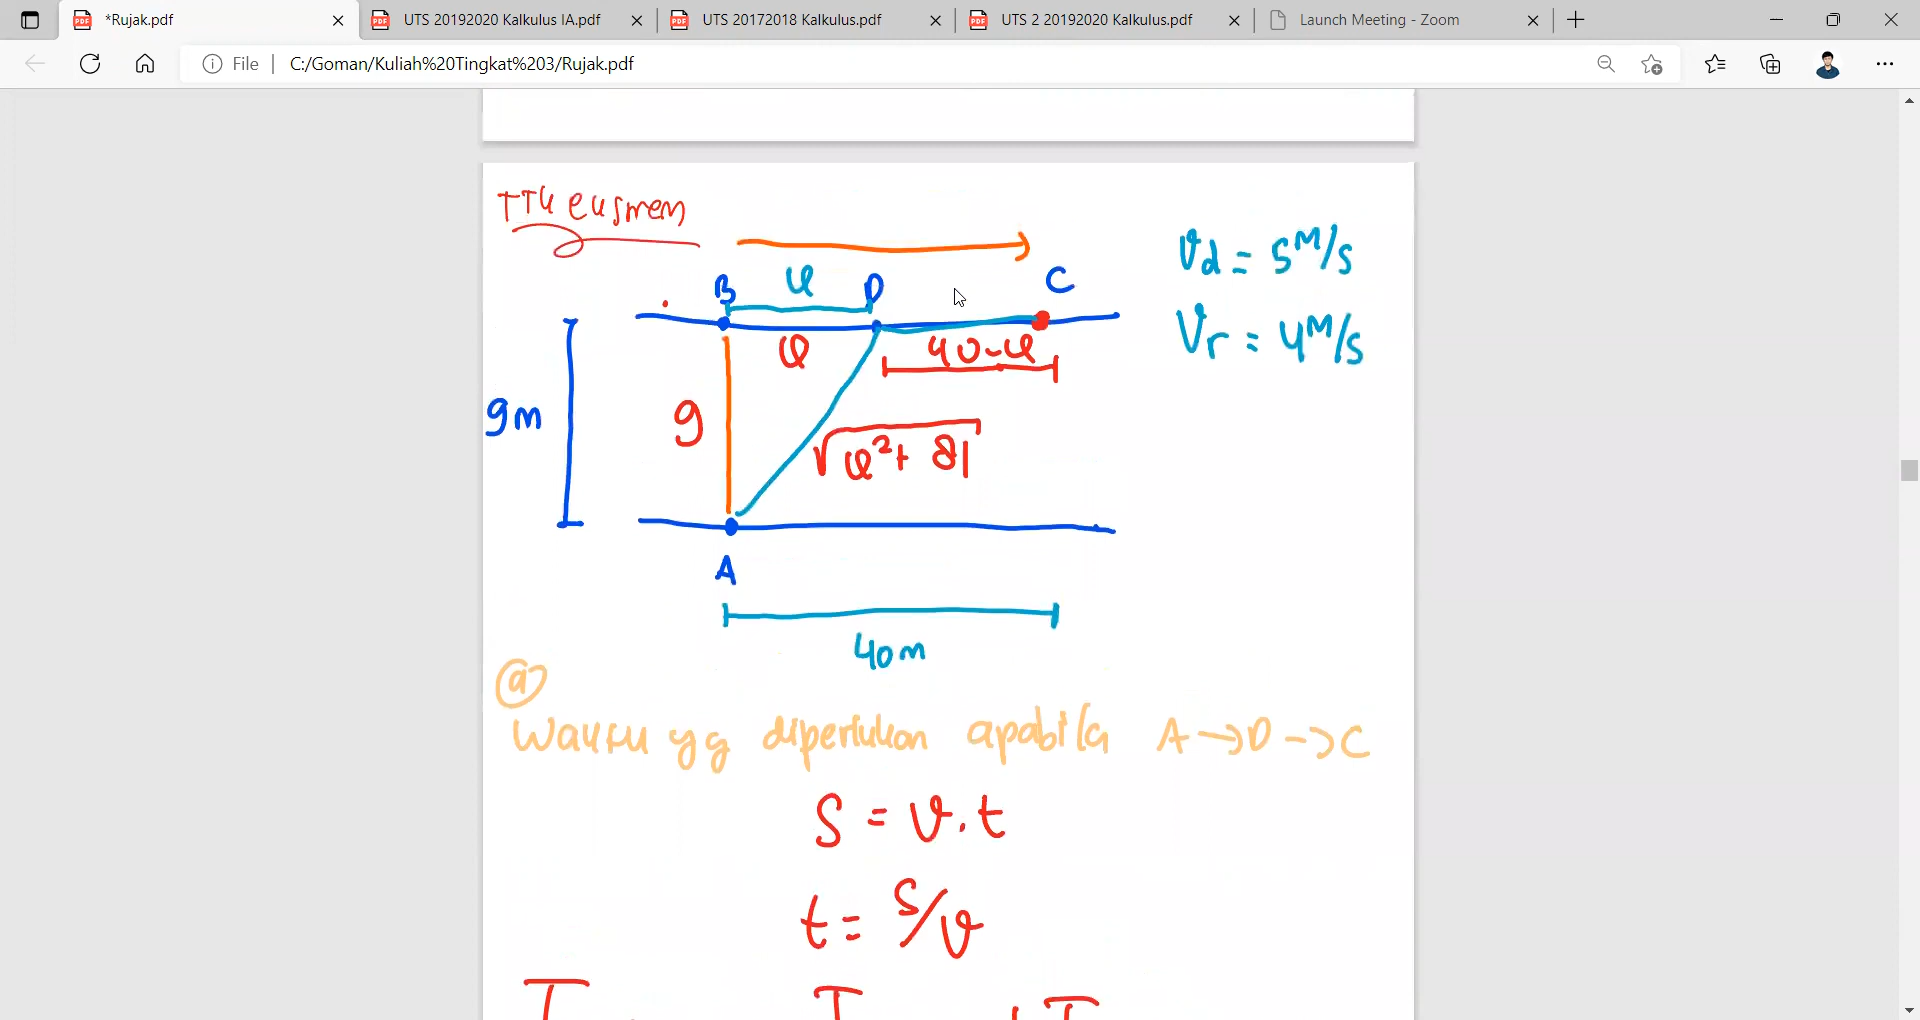 *Rujak.pdf
UTS 20192020 Kalkulus IA.pdf
UTS 20172018 Kalkulus.pdf
UTS 2 20192020 Kalkulus.pdf
Launch Meeting - Zoom
File
C:/Goman/Kuliah%20Tingkat%203/Rujak.pdf
B
D
C
40 -
Vd = 5 M/s
Vr = 4 M/s
9m
9
2 + 81
A
40m
a
Waktu yg diperlukan apabila A → D → C
S = v . t
t = S/v